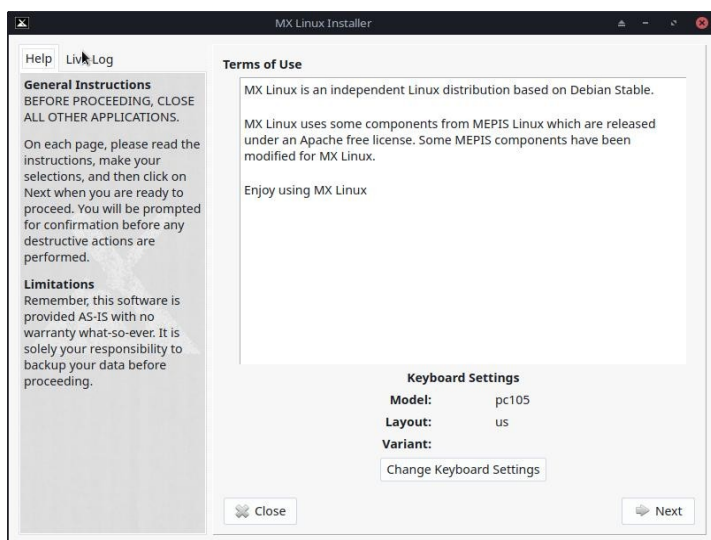 MX Linux Installer
Help
Live Log
General Instructions
BEFORE PROCEEDING, CLOSE
ALL OTHER APPLICATIONS.
On each page, please read the
instructions, make your
selections, and then click on
Next when you are ready to
proceed. You will be prompted
for confirmation before any
destructive actions are
performed.
Limitations
Remember, this software is
provided AS-IS with no
warranty what-so-ever. It is
solely your responsibility to
backup your data before
proceeding.
Terms of Use
MX Linux is an independent Linux distribution based on Debian Stable.
MX Linux uses some components from MEPIS Linux which are released
under an Apache free license. Some MEPIS components have been
modified for MX Linux.
Enjoy using MX Linux
Keyboard Settings
Model: pc105
Layout: us
Variant:
Change Keyboard Settings
Close
Next